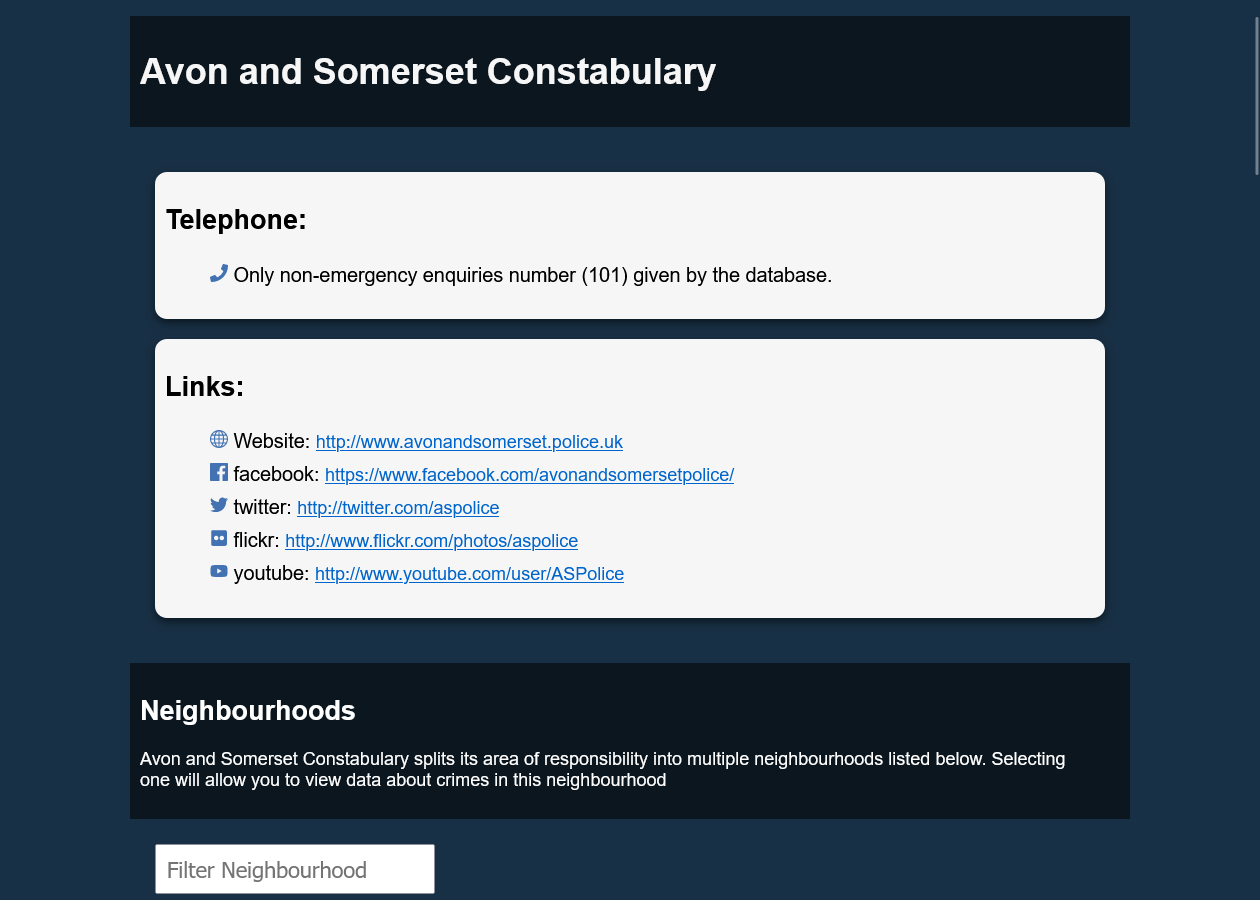 Avon and Somerset Constabulary
Telephone:
Only non-emergency enquiries number (101) given by the database.
Links:
Website: http://www.avonandsomerset.police.uk
facebook: https://www.facebook.com/avonandsomersetpolice/
twitter: http://twitter.com/aspolice
flickr: http://www.flickr.com/photos/aspolice
youtube: http://www.youtube.com/user/ASPolice
Neighbourhoods
Avon and Somerset Constabulary splits its area of responsibility into multiple neighbourhoods listed below. Selecting
one will allow you to view data about crimes in this neighbourhood
Filter Neighbourhood